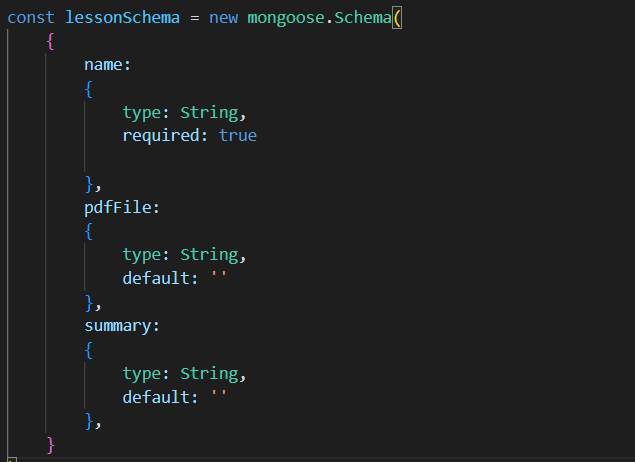 const lessonSchema = new mongoose.Schema(
{
name:
{
type: String,
required: true
},
pdfFile:
{
type: String,
default: ''
},
summary:
{
type: String,
default: ''
},
}